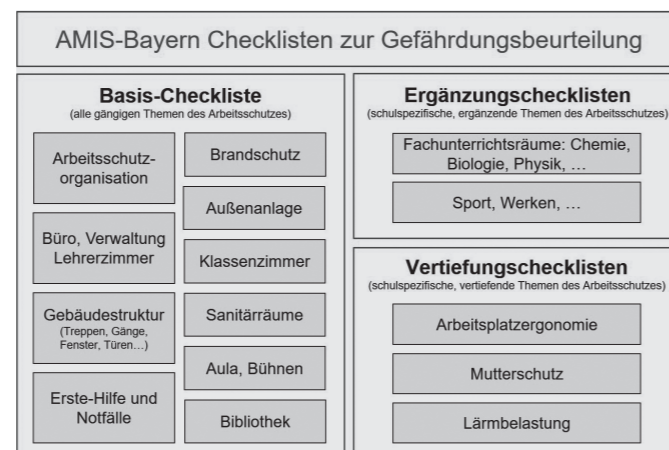 AMIS-Bayern Checklisten zur Gefährdungsbeurteilung
Basis-Checkliste
(alle gängigen Themen des Arbeitsschutzes)
Arbeitsschutz-
organisation
Büro, Verwaltung
Lehrerzimmer
Gebäudestruktur
(Treppen, Gänge,
Fenster, Türen…)
Erste-Hilfe und
Notfälle
Brandschutz
Außenanlage
Klassenzimmer
Sanitärräume
Aula, Bühnen
Bibliothek
Ergänzungschecklisten
(schulspezifische, ergänzende Themen des Arbeitsschutzes)
Fachunterrichtsräume: Chemie,
Biologie, Physik, …
Sport, Werken, …
Vertiefungschecklisten
(schulspezifische, vertiefende Themen des Arbeitsschutzes)
Arbeitsplatzergonomie
Mutterschutz
Lärmbelastung